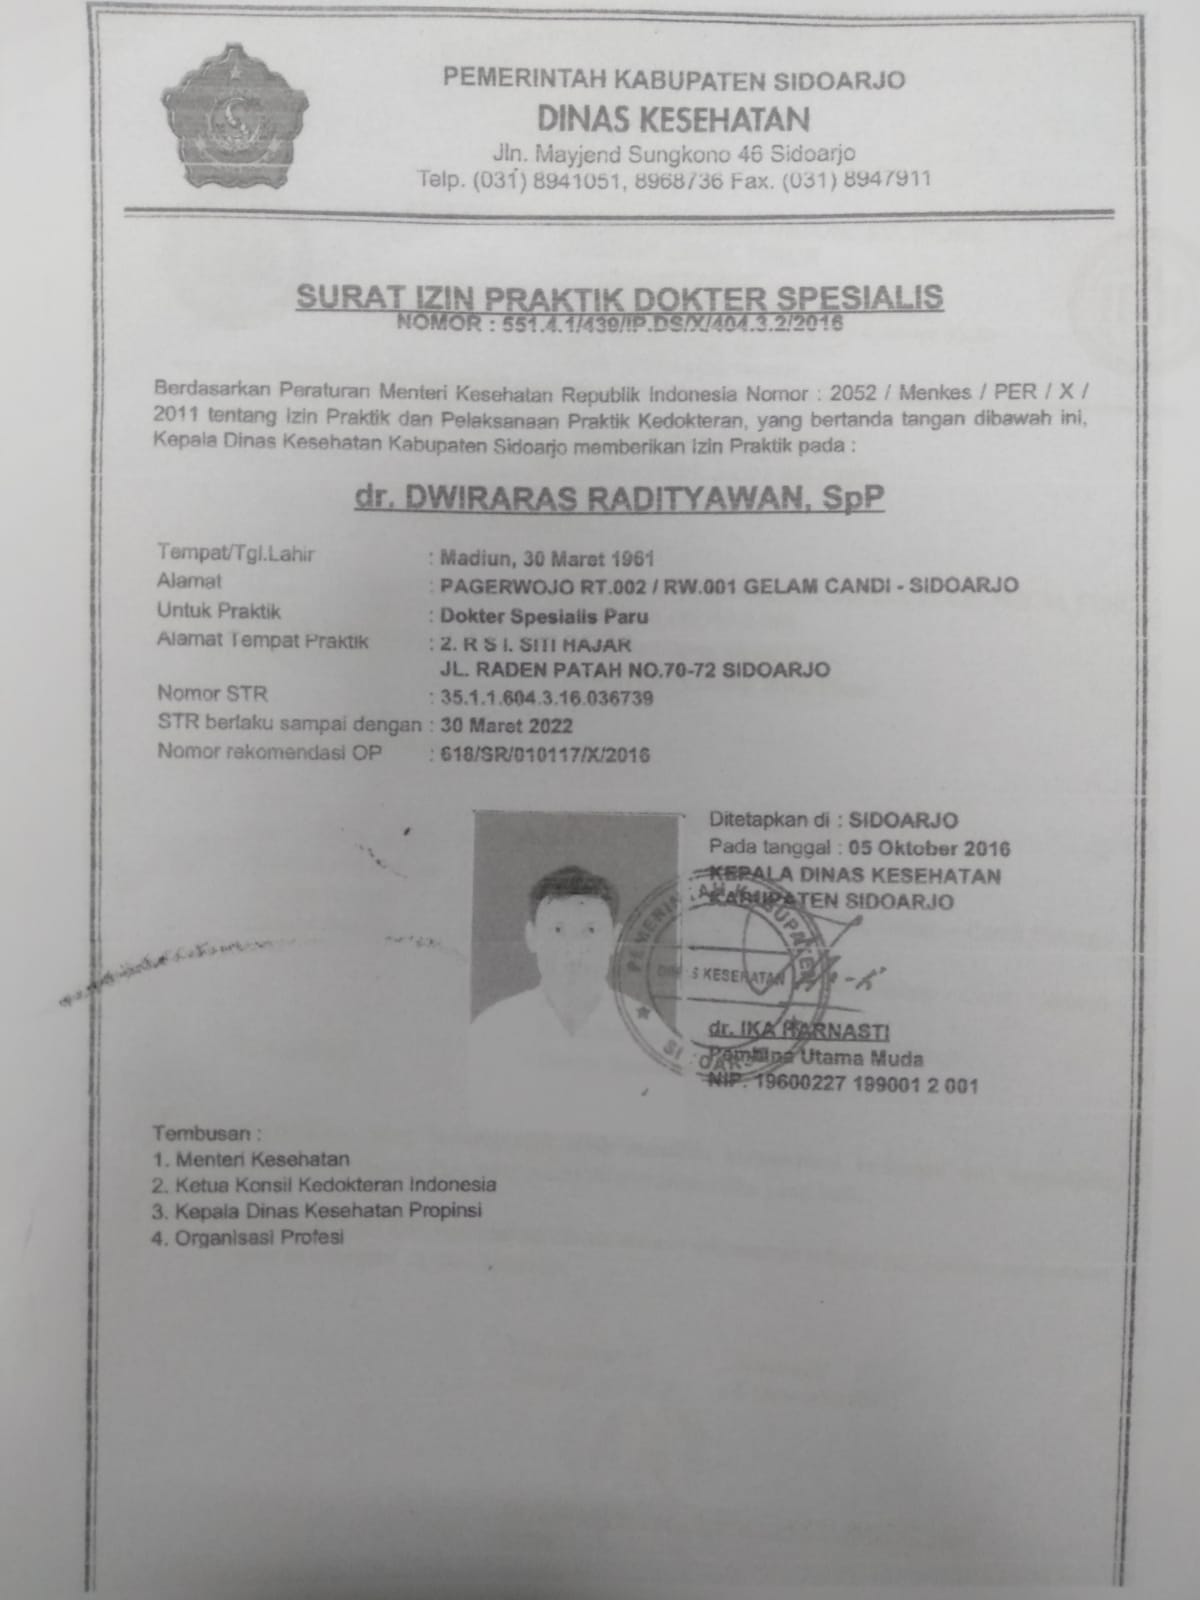 PEMERINTAH KABUPATEN SIDOARJO
DINAS KESEHATAN
Jln. Mayjend Sungkono 46 Sidoarjo
Telp. (031) 8941051, 8968736 Fax. (031) 8947911
SURAT IZIN PRAKTIK DOKTER SPESIALIS
NOMOR : 551.4.1/439/IP.DS/X/404.3.2/2016
Berdasarkan Peraturan Menteri Kesehatan Republik Indonesia Nomor : 2052 / Menkes / PER / X /
2011 tentang Izin Praktik dan Pelaksanaan Praktik Kedokteran, yang bertanda tangan dibawah ini,
Kepala Dinas Kesehatan Kabupaten Sidoarjo memberikan Izin Praktik pada :
dr. DWIRARAS RADITYAWAN, SpP
Tempat/Tgl.Lahir : Madiun, 30 Maret 1961
Alamat : PAGERWOJO RT.002 / RW.001 GELAM CANDI - SIDOARJO
Untuk Praktik : Dokter Spesialis Paru
Alamat Tempat Praktik : 2. R S I. SITI HAJAR
JL. RADEN PATAH NO.70-72 SIDOARJO
Nomor STR : 35.1.1.604.3.16.036739
STR berlaku sampai dengan : 30 Maret 2022
Nomor rekomendasi OP : 618/SR/010117/X/2016
Ditetapkan di : SIDOARJO
Pada tanggal : 05 Oktober 2016
KEPALA DINAS KESEHATAN
KABUPATEN SIDOARJO
PEMERINTAH KABUPATEN
DINAS KESEHATAN
SIDOARJO
dr. IKA HARNASTI
Pembina Utama Muda
NIP. 19600227 199001 2 001
Tembusan :
1. Menteri Kesehatan
2. Ketua Konsil Kedokteran Indonesia
3. Kepala Dinas Kesehatan Propinsi
4. Organisasi Profesi